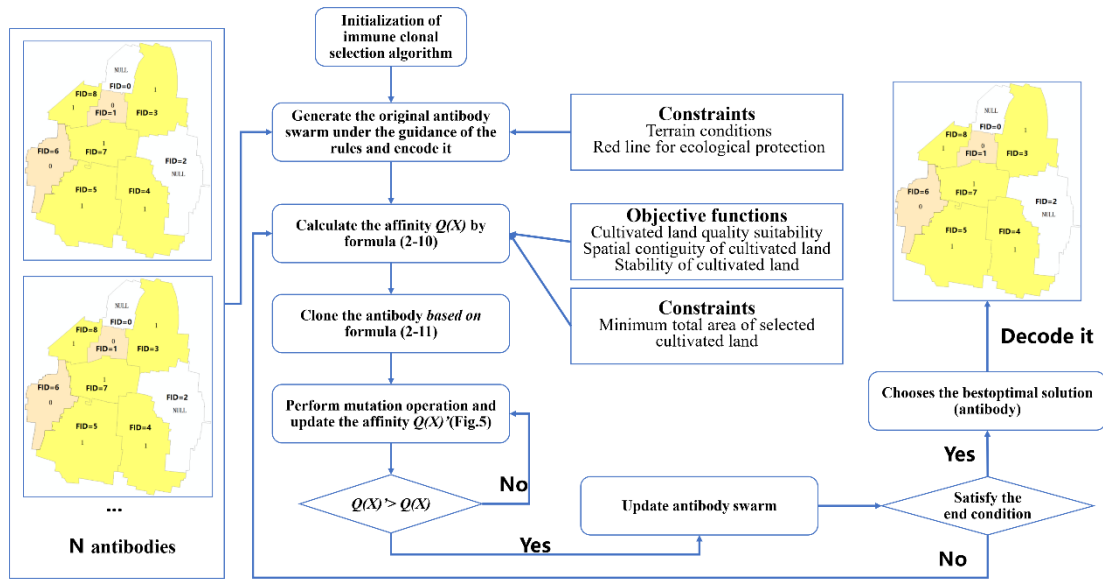 NULL
FID=0
FID=8
1
0
FID=1
1
FID=3
1
FID=7
FID=6
0
FID=2
NULL
FID=5
1
FID=4
1
NULL
FID=0
FID=8
1
0
FID=1
1
FID=3
1
FID=7
FID=6
0
FID=2
NULL
FID=5
1
FID=4
1
...
N antibodies
Initialization of
immune clonal
selection algorithm
Generate the original antibody
swarm under the guidance of the
rules and encode it
Calculate the affinity Q(X) by
formula (2-10)
Clone the antibody based on
formula (2-11)
Perform mutation operation and
update the affinity Q(X)'(Fig.5)
Q(X)'> Q(X)
No
Yes
Constraints
Terrain conditions
Red line for ecological protection
Objective functions
Cultivated land quality suitability
Spatial contiguity of cultivated land
Stability of cultivated land
Constraints
Minimum total area of selected
cultivated land
Update antibody swarm
Satisfy the
end condition
No
Yes
Chooses the bestoptimal solution
(antibody)
Decode it
NULL
FID=0
FID=8
1
0
FID=1
1
FID=3
1
FID=7
FID=6
0
FID=2
NULL
FID=5
1
FID=4
1